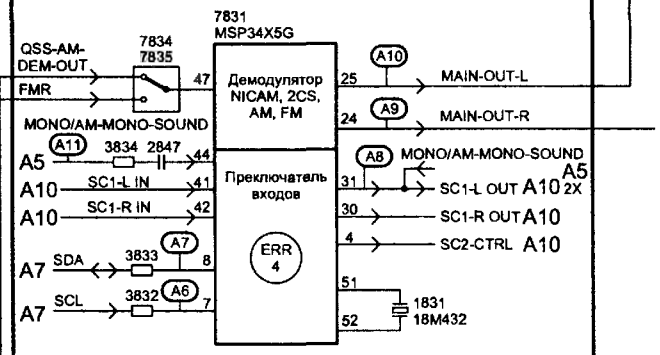 7831
MSP34X5G
7834
7835
QSS-AM-
DEM-OUT
FMR
47
Демодулятор
NICAM, 2CS,
AM, FM
25
A10
MAIN-OUT-L
24
A9
MAIN-OUT-R
MONO/AM-MONO-SOUND
A11
A5
3834
2847
44
A10
SC1-L IN
41
A10
SC1-R IN
42
Преключатель
входов
ERR
4
A8
MONO/AM-MONO-SOUND
A5
31
SC1-L OUT A10 2X
30
SC1-R OUT A10
4
SC2-CTRL A10
A7
SDA
3833
A7
8
A7
SCL
3832
A6
7
51
52
1831
18M432